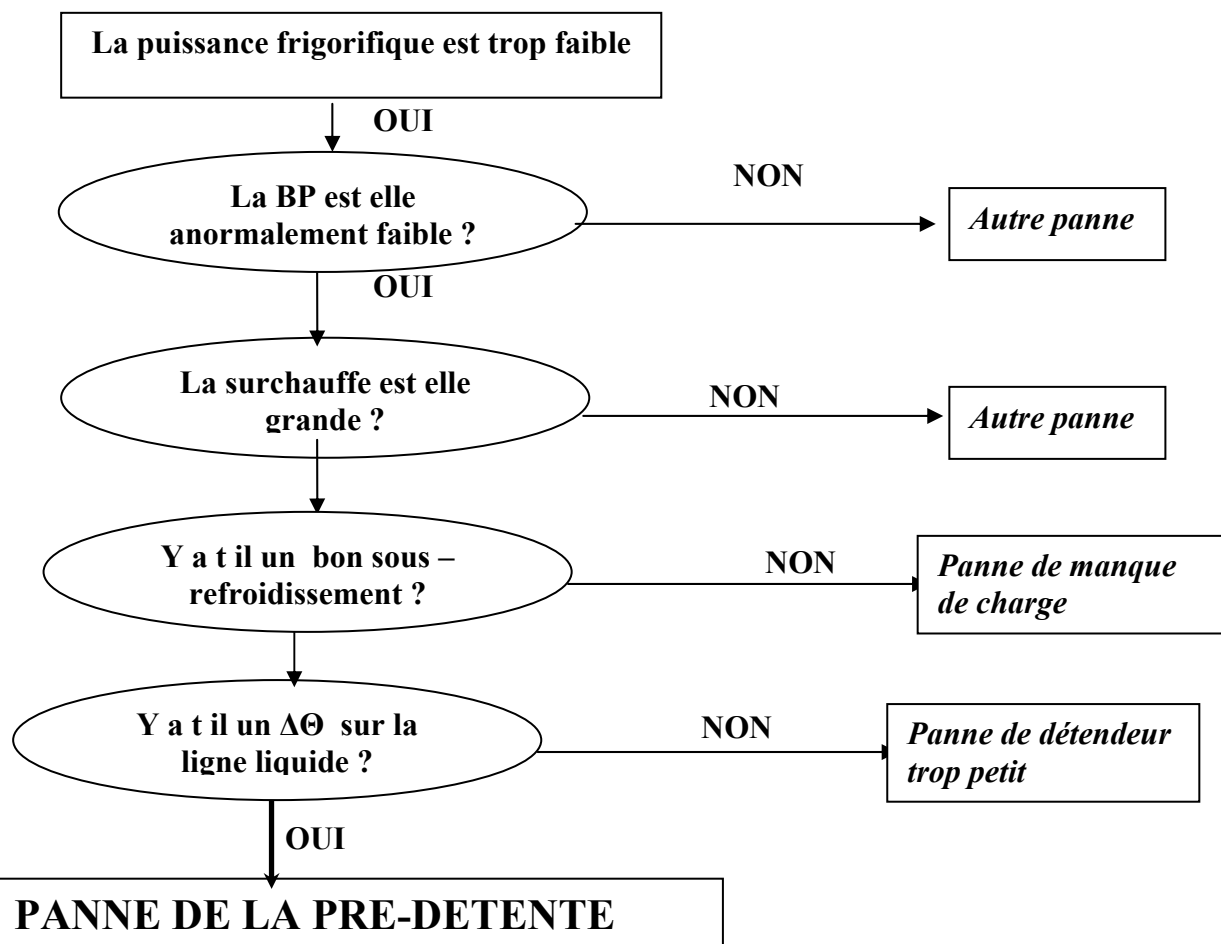 La puissance frigorifique est trop faible
OUI
La BP est elle
anormalement faible ?
NON
Autre panne
OUI
La surchauffe est elle
grande ?
NON
Autre panne
Y a t il un bon sous –
refroidissement ?
NON
Panne de manque
de charge
Y a t il un ΔΘ sur la
ligne liquide ?
NON
Panne de détendeur
trop petit
OUI
PANNE DE LA PRE-DETENTE